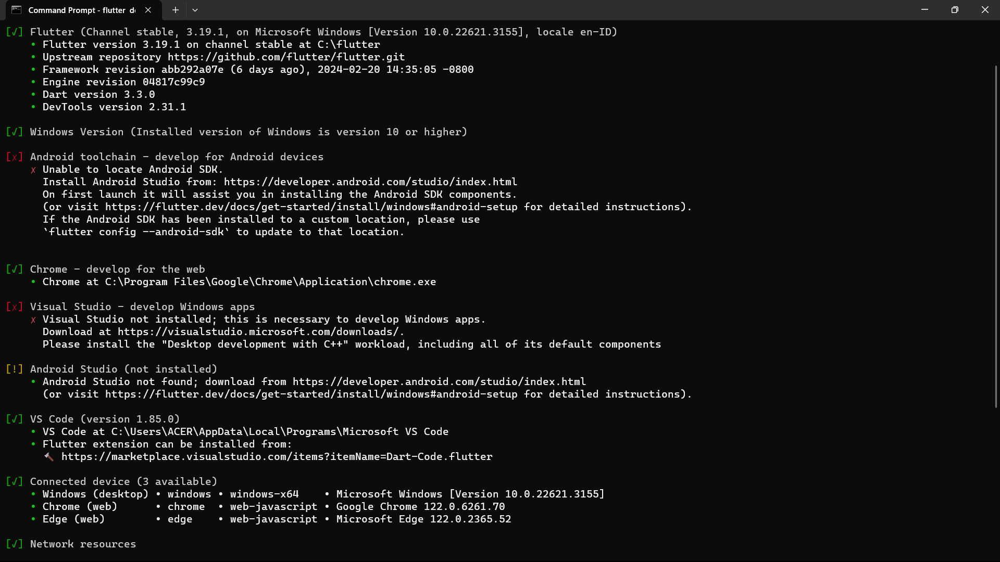 Command Prompt - flutter  d
[√] Flutter (Channel stable, 3.19.1, on Microsoft Windows [Version 10.0.22621.3155], locale en-ID)
• Flutter version 3.19.1 on channel stable at C:\flutter
• Upstream repository https://github.com/flutter/flutter.git
• Framework revision abb292a07e (6 days ago), 2024-02-20 14:35:05 -0800
• Engine revision 04817c99c9
• Dart version 3.3.0
• DevTools version 2.31.1
[√] Windows Version (Installed version of Windows is version 10 or higher)
[✗] Android toolchain - develop for Android devices
✗ Unable to locate Android SDK.
Install Android Studio from: https://developer.android.com/studio/index.html
On first launch it will assist you in installing the Android SDK components.
(or visit https://flutter.dev/docs/get-started/install/windows#android-setup for detailed instructions).
If the Android SDK has been installed to a custom location, please use
`flutter config --android-sdk` to update to that location.
[√] Chrome - develop for the web
• Chrome at C:\Program Files\Google\Chrome\Application\chrome.exe
[✗] Visual Studio - develop Windows apps
✗ Visual Studio not installed; this is necessary to develop Windows apps.
Download at https://visualstudio.microsoft.com/downloads/.
Please install the "Desktop development with C++" workload, including all of its default components
[!] Android Studio (not installed)
• Android Studio not found; download from https://developer.android.com/studio/index.html
(or visit https://flutter.dev/docs/get-started/install/windows#android-setup for detailed instructions).
[√] VS Code (version 1.85.0)
• VS Code at C:\Users\ACER\AppData\Local\Programs\Microsoft VS Code
• Flutter extension can be installed from:
🔨 https://marketplace.visualstudio.com/items?itemName=Dart-Code.flutter
[√] Connected device (3 available)
• Windows (desktop) • windows • windows-x64    • Microsoft Windows [Version 10.0.22621.3155]
• Chrome (web)      • chrome  • web-javascript • Google Chrome 122.0.6261.70
• Edge (web)        • edge    • web-javascript • Microsoft Edge 122.0.2365.52
[√] Network resources